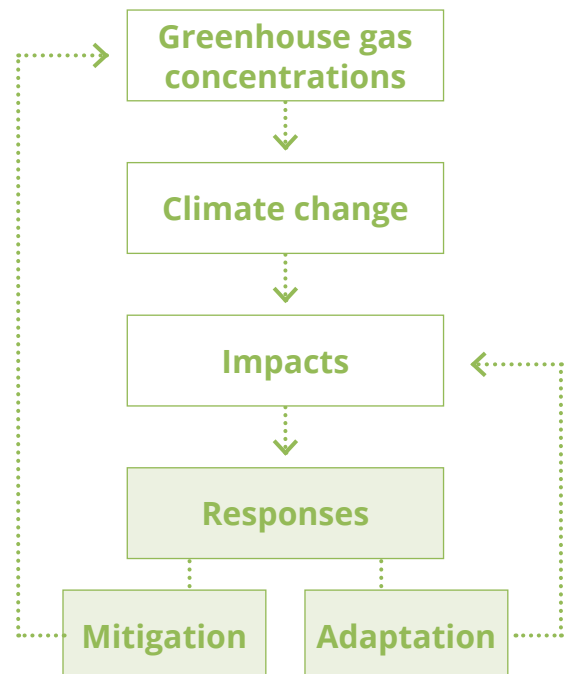 Greenhouse gas
concentrations
Climate change
Impacts
Responses
Mitigation
Adaptation